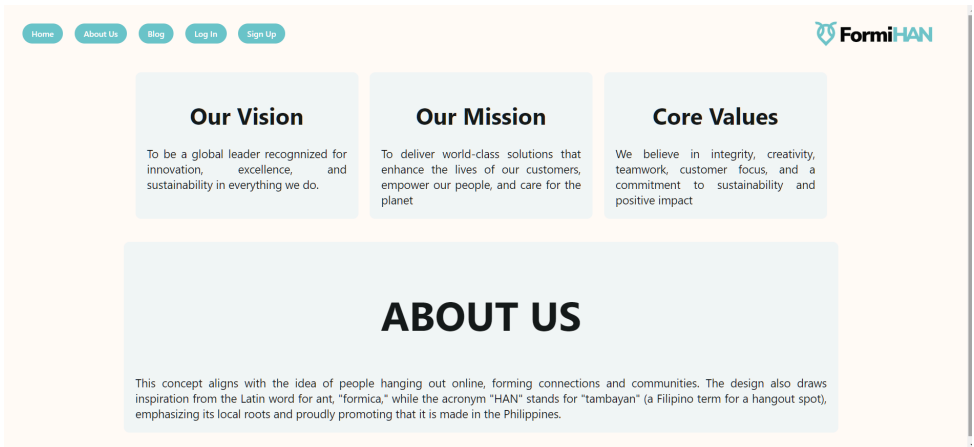 Home
About Us
Blog
Log In
Sign Up
FormiHAN
Our Vision
To be a global leader recognnized for
innovation, excellence, and
sustainability in everything we do.
Our Mission
To deliver world-class solutions that
enhance the lives of our customers,
empower our people, and care for the
planet
Core Values
We believe in integrity, creativity,
teamwork, customer focus, and a
commitment to sustainability and
positive impact
ABOUT US
This concept aligns with the idea of people hanging out online, forming connections and communities. The design also draws
inspiration from the Latin word for ant, "formica," while the acronym "HAN" stands for "tambayan" (a Filipino term for a hangout spot),
emphasizing its local roots and proudly promoting that it is made in the Philippines.